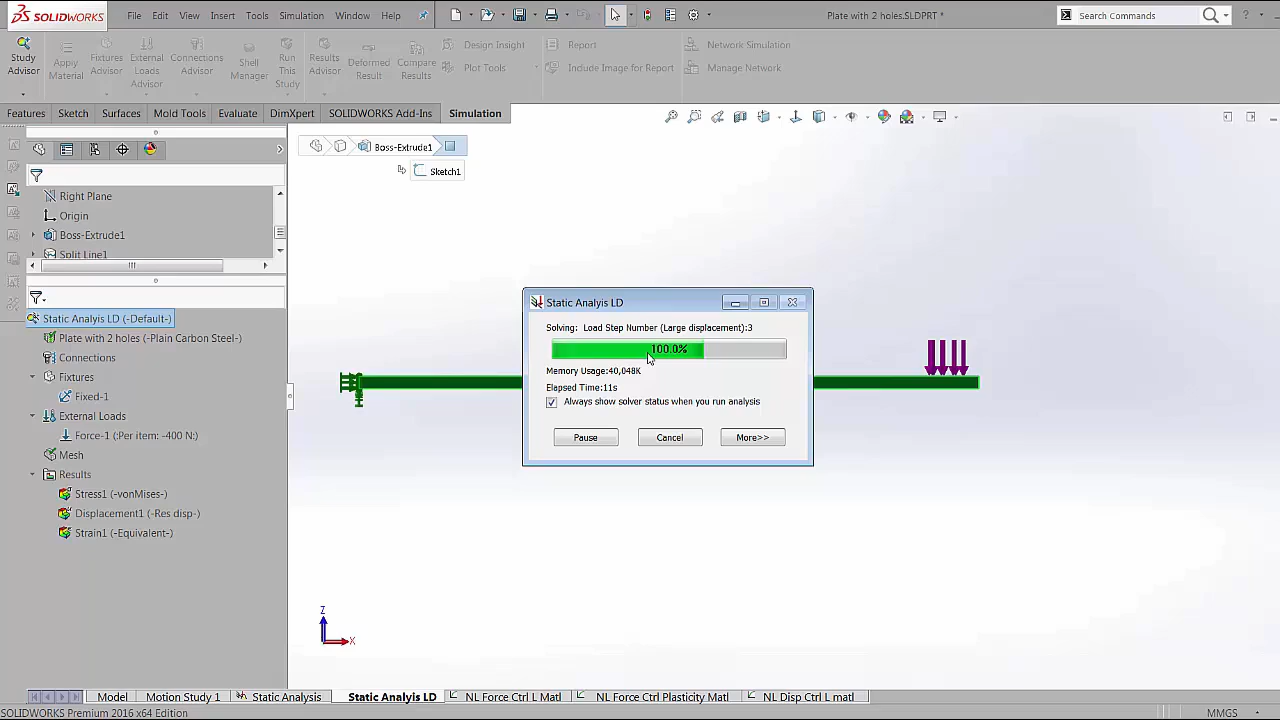 SOLIDWORKS
File Edit View Insert Tools Simulation Window
Plate with 2 holes.SLDPRT *
Search Commands
?
Study Advisor
Apply Material
Fixtures Advisor
External Loads Advisor
Connections Advisor
Shell Manager
Run This Study
Results Advisor
Deformed Result
Compare Results
Design Insight
Plot Tools
Report
Include Image for Report
Network Simulation
Manage Network
Features Sketch Surfaces Mold Tools Evaluate DimXpert SOLIDWORKS Add-Ins Simulation
Boss-Extrude1
Sketch1
Right Plane
Origin
Boss-Extrude1
Split Line1
Static Analyis LD (-Default-)
Plate with 2 holes (-Plain Carbon Steel-)
Connections
Fixtures
Fixed-1
External Loads
Force-1 (:Per item: -400 N:)
Mesh
Results
Stress1 (-vonMises-)
Displacement1 (-Res disp-)
Strain1 (-Equivalent-)
Static Analyis LD
Solving: Load Step Number (Large displacement):3
100.0%
Memory Usage:40,048K
Elapsed Time:11s
Always show solver status when you run analysis
Pause Cancel More>>
Z
X
Model Motion Study 1 Static Analysis Static Analyis LD NL Force Ctrl L Matl NL Force Ctrl Plasticity Matl NL Disp Ctrl L matl
SOLIDWORKS Premium 2016 x64 Edition
MMGS